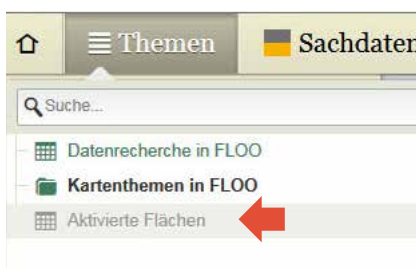 Themen Sachdaten
Suche...
Datenrecherche in FLOO
Kartenthemen in FLOO
Aktivierte Flächen